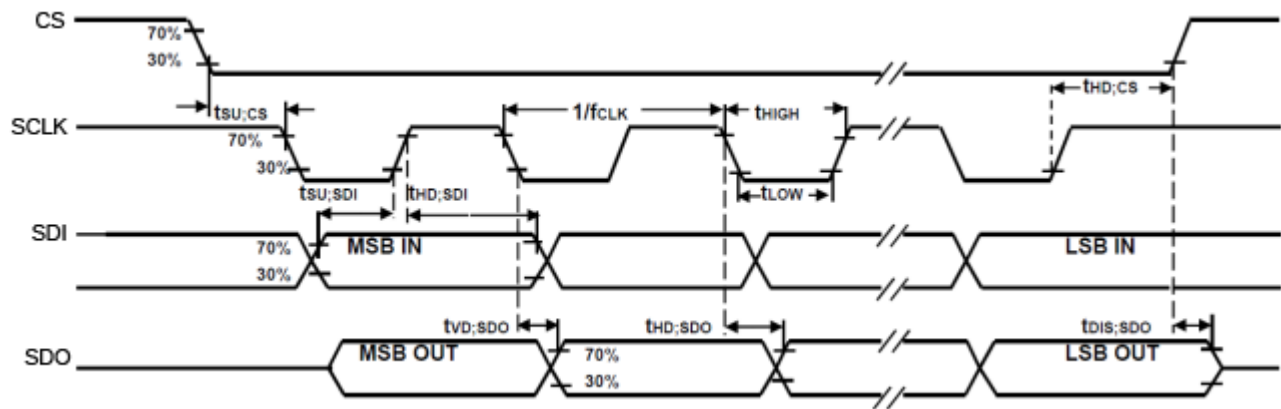 CS
70%
30%
tSU;CS
1/fCLK
tHIGH
tHD;CS
SCLK
70%
30%
tSU;SDI
tHD;SDI
tLOW
SDI
70%
30%
MSB IN
LSB IN
tVD;SDO
tHD;SDO
tDIS;SDO
SDO
MSB OUT
70%
30%
LSB OUT